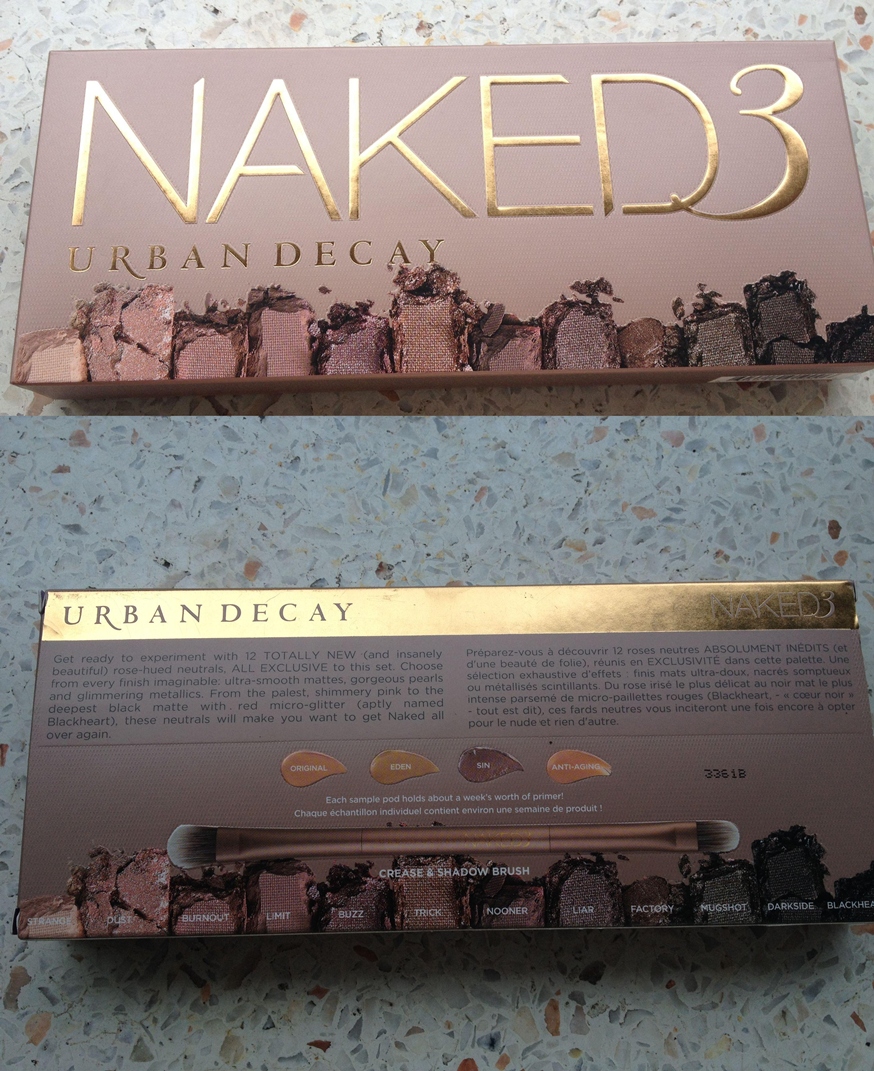 NAKED3
URBAN DECAY
URBAN DECAY
NAKED3
Get ready to experiment with 12 TOTALLY NEW (and insanely
beautiful) rose-hued neutrals, ALL EXCLUSIVE to this set. Choose
from every finish imaginable: ultra-smooth mattes, gorgeous pearls
and glimmering metallics. From the palest, shimmery pink to the
deepest black matte with red micro-glitter (aptly named
Blackheart), these neutrals will make you want to get Naked all
over again.
Préparez-vous à découvrir 12 roses neutres ABSOLUMENT INÉDITS (et
d'une beauté de folie), réunis en EXCLUSIVITÉ dans cette palette. Une
sélection exhaustive d'effets : finis mats ultra-doux, nacrés somptueux
ou métallisés scintillants. Du rose irisé le plus délicat au noir mat le plus
intense parsemé de micro-paillettes rouges (Blackheart, - « cœur noir »
- tout est dit), ces fards neutres vous inciteront une fois encore à opter
pour le nude et rien d'autre.
ORIGINAL
EDEN
SIN
ANTI-AGING
3361B
Each sample pod holds about a week's worth of primer!
Chaque échantillon individuel contient environ une semaine de produit !
CREASE & SHADOW BRUSH
STRANGE
DUST
BURNOUT
LIMIT
BUZZ
TRICK
NOONER
LIAR
FACTORY
MUGSHOT
DARKSIDE
BLACKHEA